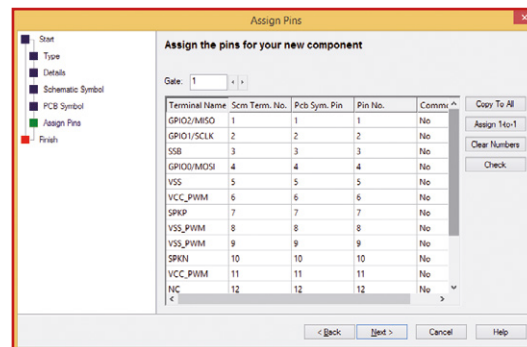 Assign Pins
Start
Type
Details
Schematic Symbol
PCB Symbol
Assign Pins
Finish
Assign the pins for your new component
Gate: 1
Terminal Name Scm Term. No. Pcb Sym. Pin Pin No. Comm
GPIO2/MISO 1 1 1 No
GPIO1/SCLK 2 2 2 No
SSB 3 3 3 No
GPIO0/MOSI 4 4 4 No
VSS 5 5 5 No
VCC_PWM 6 6 6 No
SPKP 7 7 7 No
VSS_PWM 8 8 8 No
VSS_PWM 9 9 9 No
SPKN 10 10 10 No
VCC_PWM 11 11 11 No
NC 12 12 12 No
Copy To All
Assign 1-to-1
Clear Numbers
Check
< Back
Next >
Cancel
Help